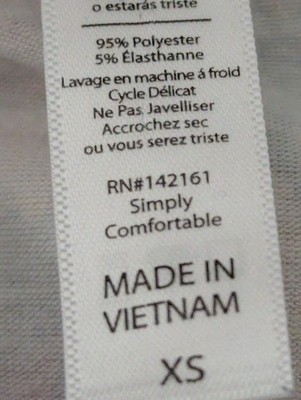 o estarás triste
95% Polyester
5% Élasthanne
Lavage en machine á froid
Cycle Délicat
Ne Pas Javelliser
Accrochez sec
ou vous serez triste
RN#142161
Simply
Comfortable
MADE IN
VIETNAM
XS